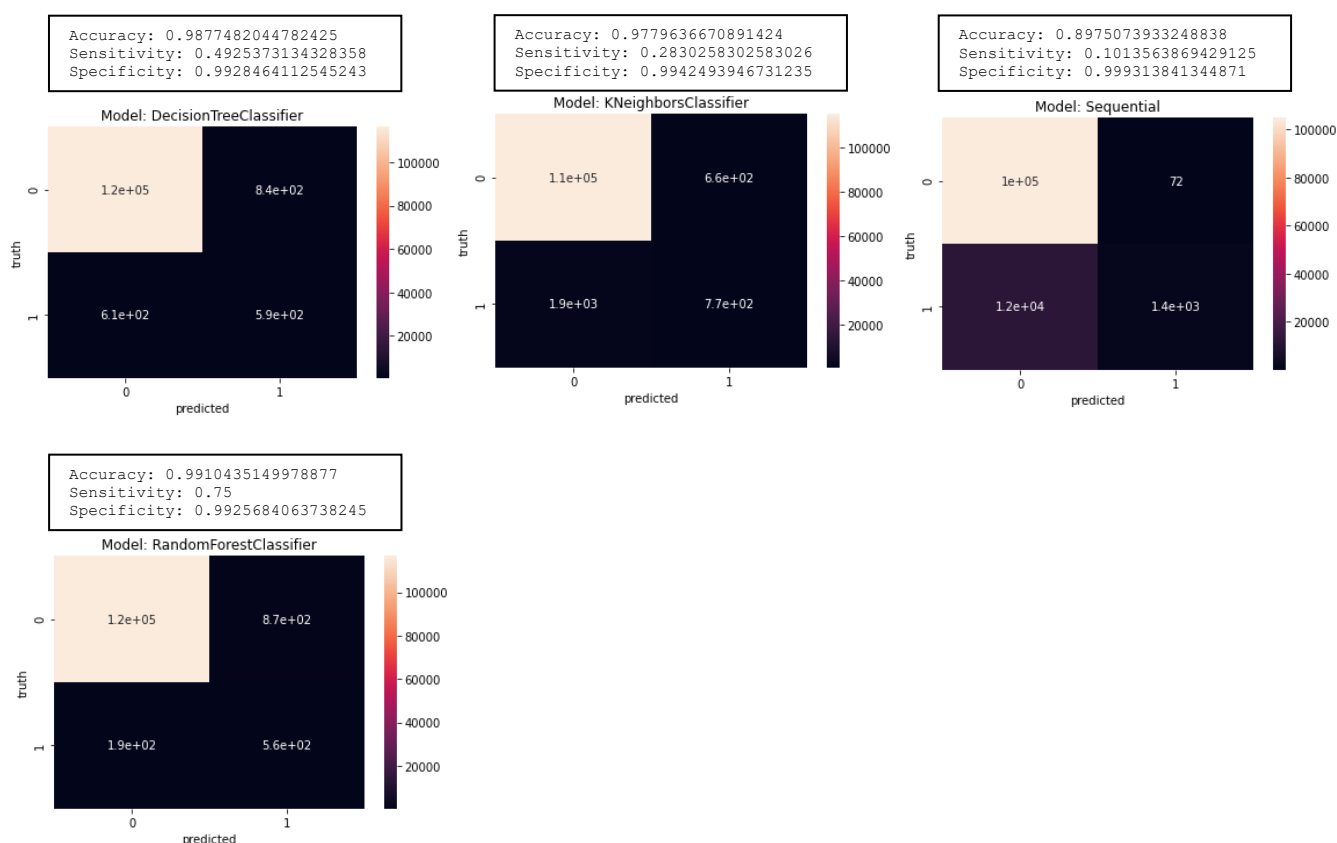 Accuracy: 0.9877482044782425
Sensitivity: 0.4925373134328358
Specificity: 0.9928464112545243
Model: DecisionTreeClassifier
0
1.2e+05
8.4e+02
1
6.1e+02
5.9e+02
truth
0
1
predicted
100000
80000
60000
40000
20000
Accuracy: 0.9779636670891424
Sensitivity: 0.2830258302583026
Specificity: 0.9942493946731235
Model: KNeighborsClassifier
0
1.1e+05
6.6e+02
1
1.9e+03
7.7e+02
truth
0
1
predicted
100000
80000
60000
40000
20000
Accuracy: 0.8975073933248838
Sensitivity: 0.1013563869429125
Specificity: 0.999313841344871
Model: Sequential
0
1e+05
72
1
1.2e+04
1.4e+03
truth
0
1
predicted
100000
80000
60000
40000
20000
Accuracy: 0.9910435149978877
Sensitivity: 0.75
Specificity: 0.9925684063738245
Model: RandomForestClassifier
0
1.2e+05
8.7e+02
1
1.9e+02
5.6e+02
truth
0
1
predicted
100000
80000
60000
40000
20000